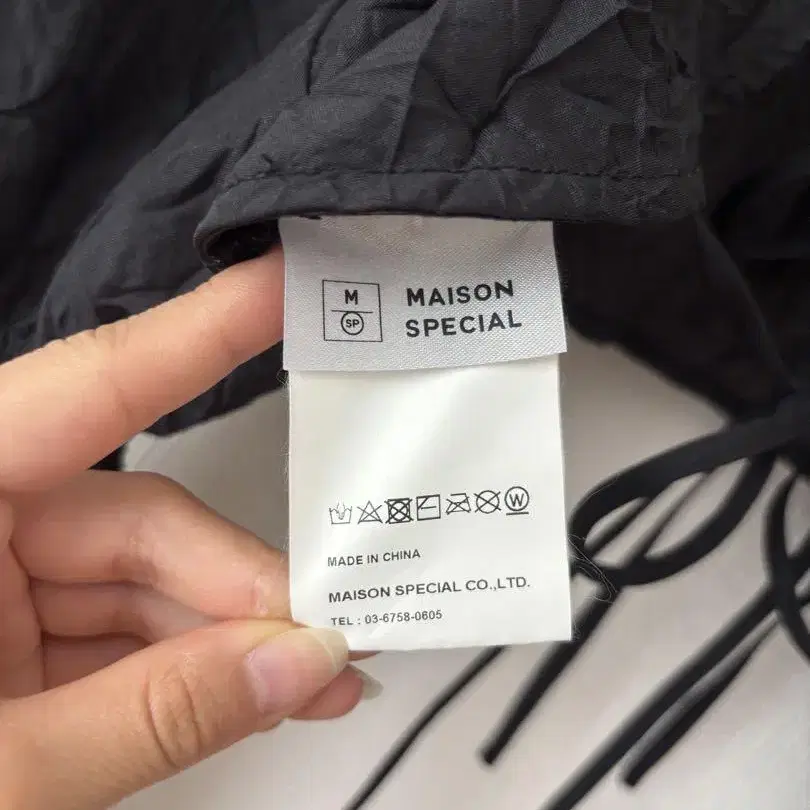 M
SP
MAISON
SPECIAL
W
MADE IN CHINA
MAISON SPECIAL CO.,LTD.
TEL : 03-6758-0605